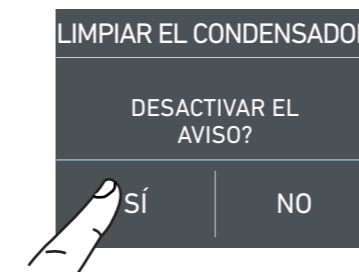 LIMPIAR EL CONDENSADO
DESACTIVAR EL
AVISO?
SÍ
NO